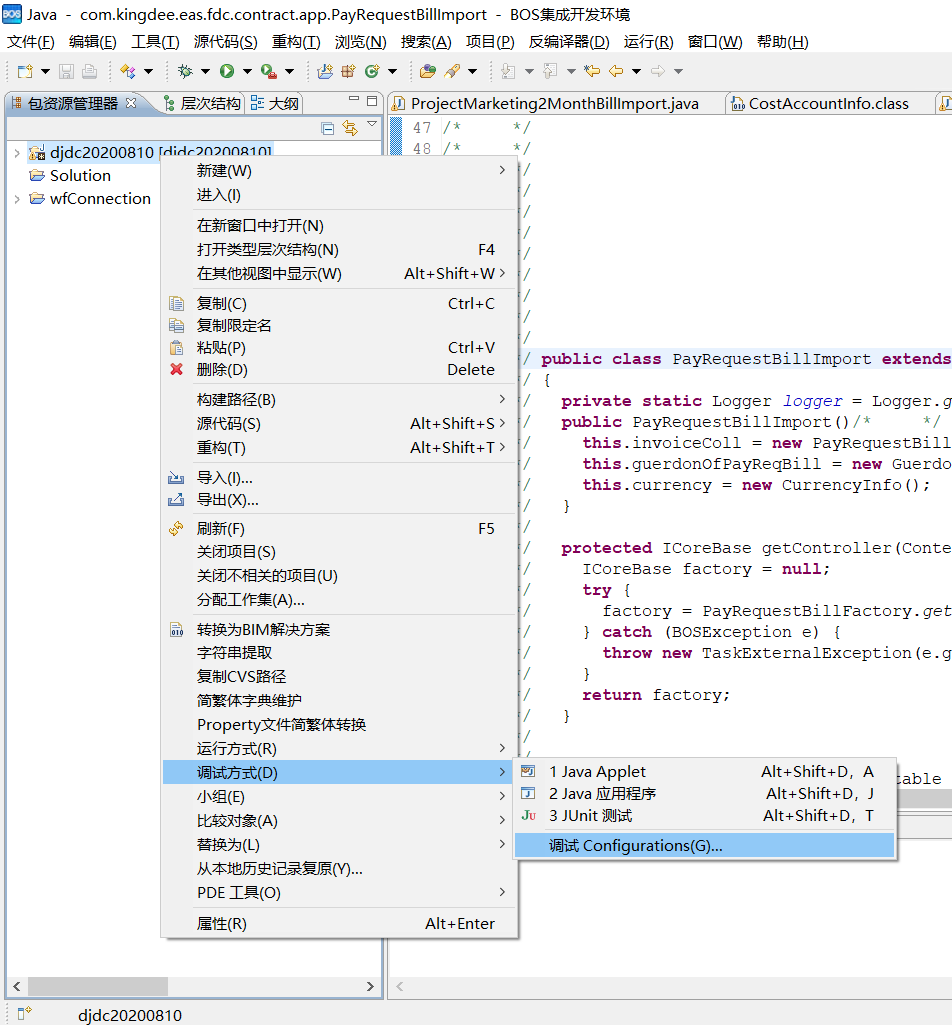 Java - com.kingdee.eas.fdc.contract.app.PayRequestBillImport - BOS集成开发环境
文件(F) 编辑(E) 工具(T) 源代码(S) 重构(T) 浏览(N) 搜索(A) 项目(P) 反编译器(D) 运行(R) 窗口(W) 帮助(H)
包资源管理器 层次结构 大纲
ProjectMarketing2MonthBillImport.java CostAccountInfo.class
djdc20200810 [djdc20200810]
Solution
wfConnection
新建(W)
进入(I)
在新窗口中打开(N)
打开类型层次结构(N) F4
在其他视图中显示(W) Alt+Shift+W
复制(C) Ctrl+C
复制限定名
粘贴(P) Ctrl+V
删除(D) Delete
构建路径(B)
源代码(S) Alt+Shift+S
重构(T) Alt+Shift+T
导入(I)...
导出(X)...
刷新(F) F5
关闭项目(S)
关闭不相关的项目(U)
分配工作集(A)...
转换为BIM解决方案
字符串提取
复制CVS路径
简繁体字典维护
Property文件简繁体转换
运行方式(R)
调试方式(D)
小组(E)
比较对象(A)
替换为(L)
从本地历史记录复原(Y)...
PDE 工具(O)
属性(R) Alt+Enter
1 Java Applet Alt+Shift+D, A
2 Java 应用程序 Alt+Shift+D, J
3 JUnit 测试 Alt+Shift+D, T
调试 Configurations(G)...
47 /* */
48 /* */
/
/
/
/
/
/
/
/
/
/ public class PayRequestBillImport extends
/ {
/ private static Logger logger = Logger.g
/ public PayRequestBillImport()/* */
/ this.invoiceColl = new PayRequestBill
/ this.guerdonOfPayReqBill = new Guerdo
/ this.currency = new CurrencyInfo();
/ }
/
/ protected ICoreBase getController(Conte
/ ICoreBase factory = null;
/ try {
/ factory = PayRequestBillFactory.get
/ } catch (BOSException e) {
/ throw new TaskExternalException(e.g
/ }
/ return factory;
/ }
/
/
table
djdc20200810